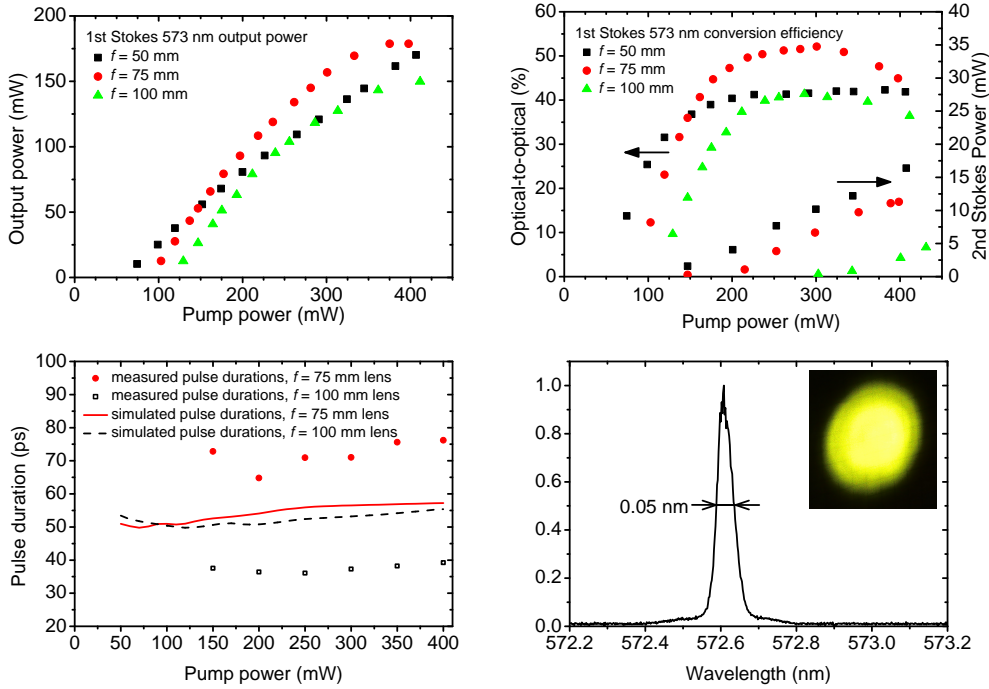 1st Stokes 573 nm output power
f = 50 mm
f = 75 mm
f = 100 mm
200
150
100
50
0
Output power (mW)
0 100 200 300 400
Pump power (mW)
1st Stokes 573 nm conversion efficiency
f = 50 mm
f = 75 mm
f = 100 mm
60
50
40
30
20
10
0
Optical-to-optical (%)
40
35
30
25
20
15
10
5
0
2nd Stokes Power (mW)
0 100 200 300 400
Pump power (mW)
measured pulse durations, f = 75 mm lens
measured pulse durations, f = 100 mm lens
simulated pulse durations, f = 75 mm lens
simulated pulse durations, f = 100 mm lens
100
90
80
70
60
50
40
30
20
Pulse duration (ps)
0 50 100 150 200 250 300 350 400
Pump power (mW)
1.0
0.8
0.6
0.4
0.2
0.0
0.05 nm
572.2 572.4 572.6 572.8 573.0 573.2
Wavelength (nm)